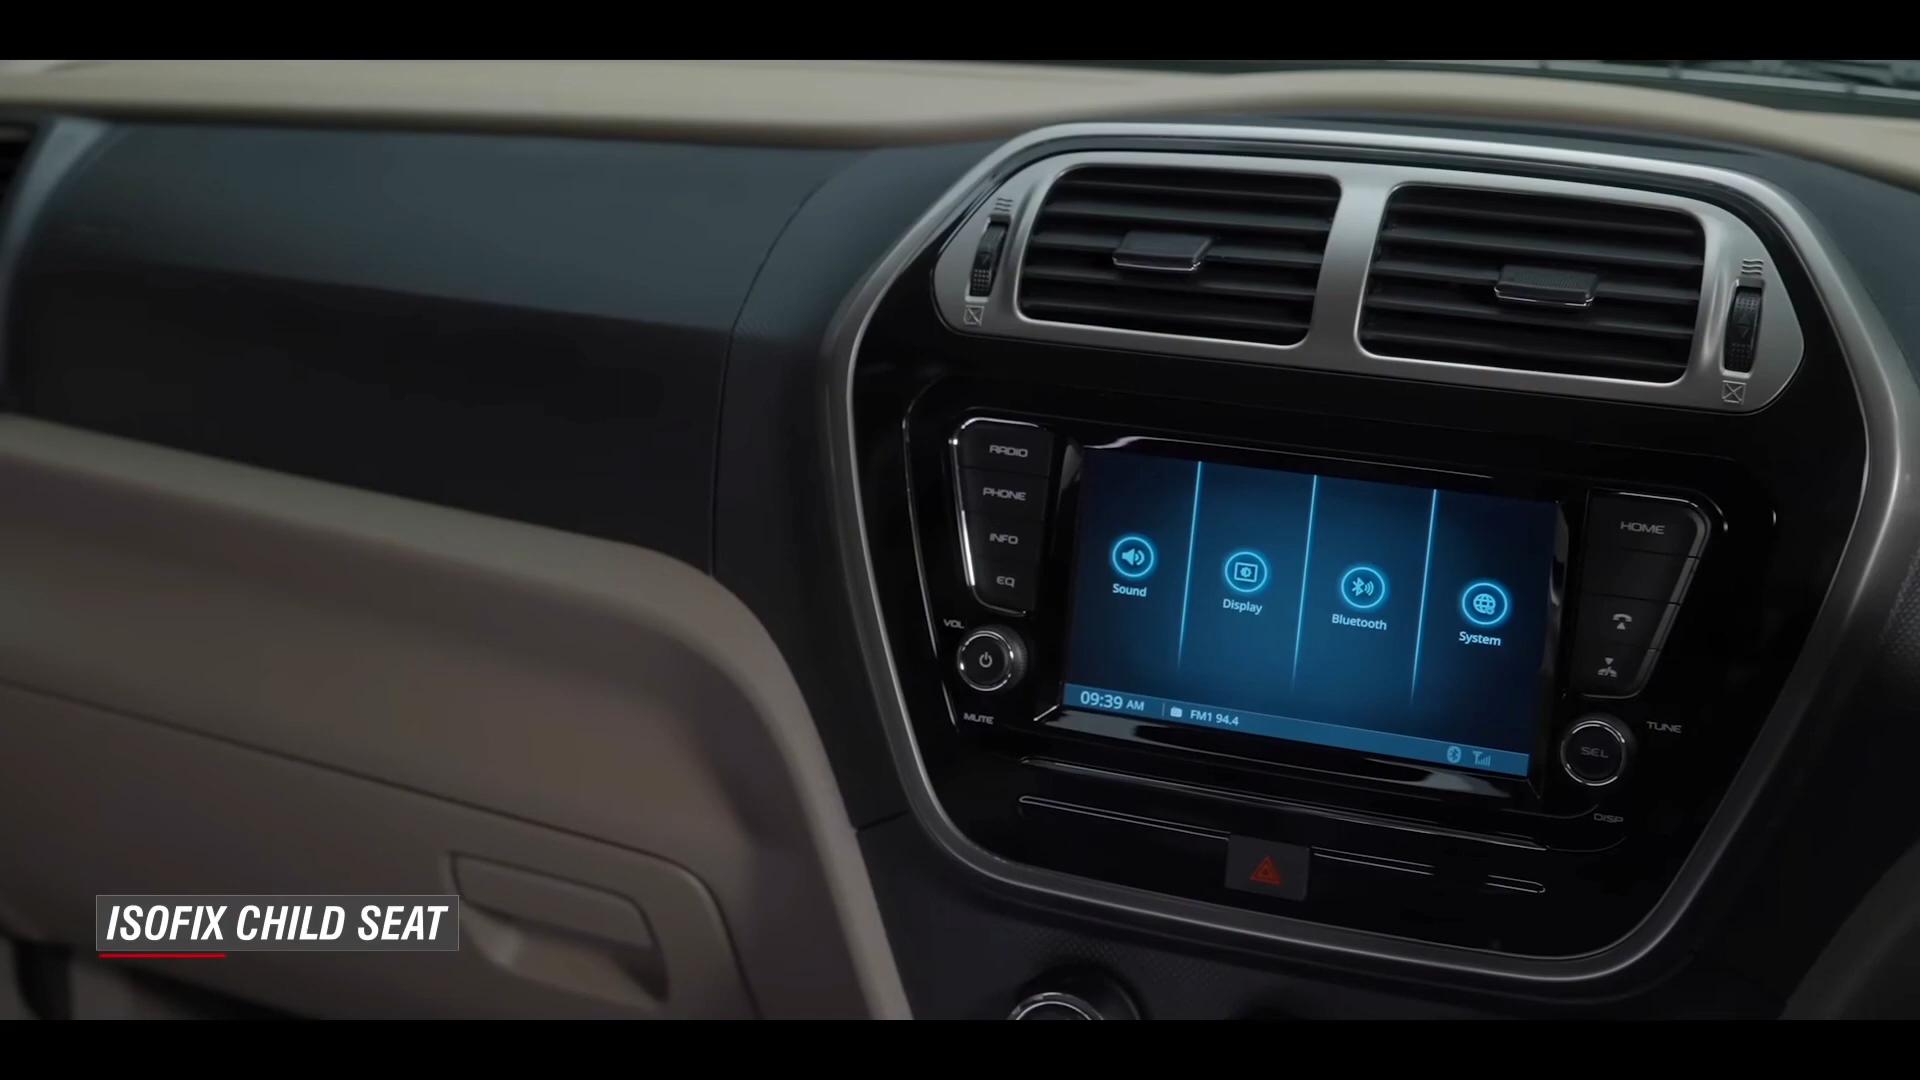 RADIO
PHONE
INFO
EQ
VOL
MUTE
Sound
Display
Bluetooth
System
09:39 AM
FM1 94.4
HOME
TUNE
SEL
DISP
ISOFIX CHILD SEAT